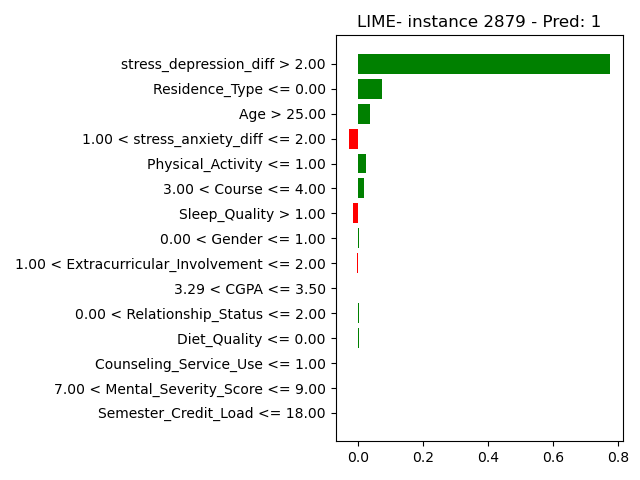 LIME- instance 2879 - Pred: 1
stress_depression_diff > 2.00
Residence_Type <= 0.00
Age > 25.00
1.00 < stress_anxiety_diff <= 2.00
Physical_Activity <= 1.00
3.00 < Course <= 4.00
Sleep_Quality > 1.00
0.00 < Gender <= 1.00
1.00 < Extracurricular_Involvement <= 2.00
3.29 < CGPA <= 3.50
0.00 < Relationship_Status <= 2.00
Diet_Quality <= 0.00
Counseling_Service_Use <= 1.00
7.00 < Mental_Severity_Score <= 9.00
Semester_Credit_Load <= 18.00
0.0 0.2 0.4 0.6 0.8